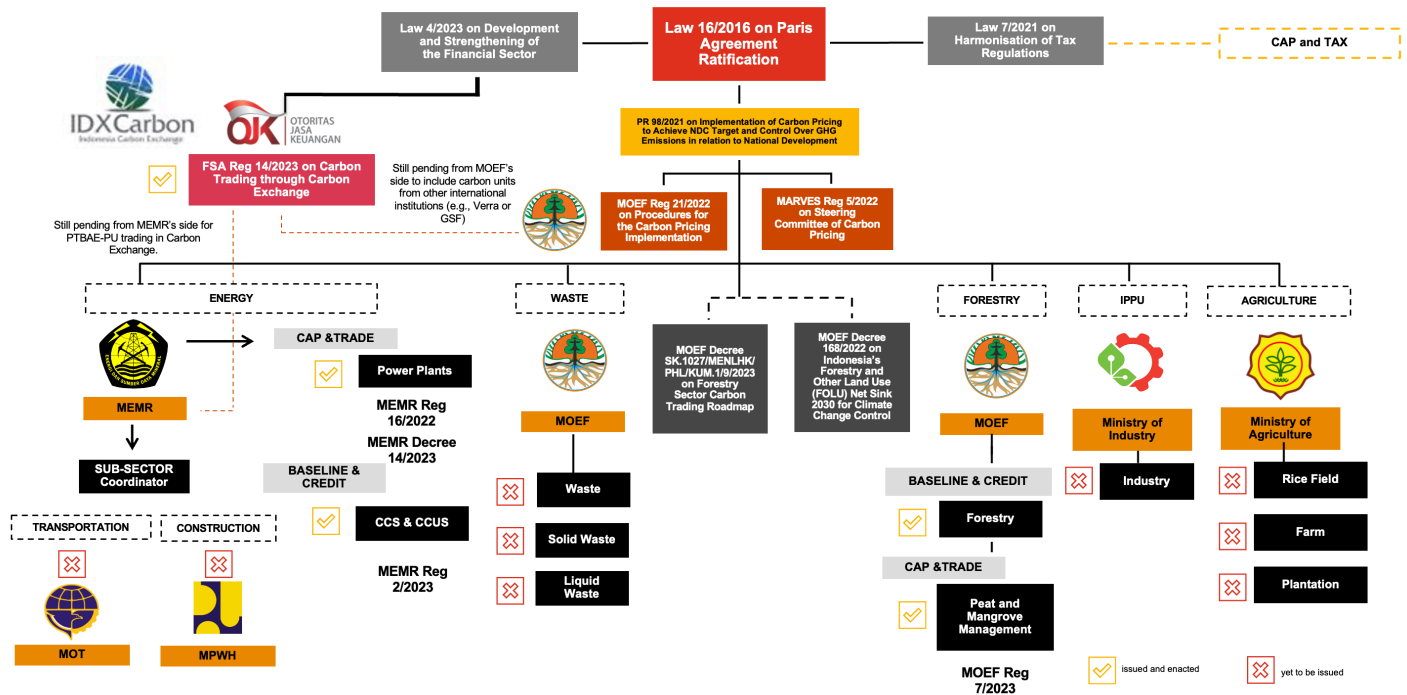 Law 4/2023 on Development
and Strengthening of
the Financial Sector
Law 16/2016 on Paris
Agreement
Ratification
Law 7/2021 on
Harmonisation of Tax
Regulations
CAP and TAX
IDXCarbon
Indonesia Carbon Exchange
OJK
OTORITAS
JASA
KEUANGAN
PR 98/2021 on Implementation of Carbon Pricing
to Achieve NDC Target and Control Over GHG
Emissions in relation to National Development
FSA Reg 14/2023 on Carbon
Trading through Carbon
Exchange
Still pending from MOEF's
side to include carbon units
from other international
institutions (e.g., Verra or
GSF)
MOEF Reg 21/2022
on Procedures for
the Carbon Pricing
Implementation
MARVES Reg 5/2022
on Steering
Committee of Carbon
Pricing
Still pending from MEMR's side for
PTBAE-PU trading in Carbon
Exchange.
ENERGY
WASTE
FORESTRY
IPPU
AGRICULTURE
ENERGI DAN SUMBER DAYA MINERAL
MEMR
SUB-SECTOR
Coordinator
TRANSPORTATION
CONSTRUCTION
MOT
MPWH
CAP &TRADE
Power Plants
MEMR Reg
16/2022
MEMR Decree
14/2023
BASELINE &
CREDIT
CCS & CCUS
MEMR Reg
2/2023
MOEF
Waste
Solid Waste
Liquid
Waste
MOEF Decree
SK.1027/MENLHK/
PHL/KUM.1/9/2023
on Forestry
Sector Carbon
Trading Roadmap
MOEF Decree
168/2022 on
Indonesia's
Forestry and
Other Land Use
(FOLU) Net Sink
2030 for Climate
Change Control
MOEF
BASELINE & CREDIT
Forestry
CAP &TRADE
Peat and
Mangrove
Management
MOEF Reg
7/2023
Ministry of
Industry
Industry
Ministry of
Agriculture
Rice Field
Farm
Plantation
issued and enacted
yet to be issued